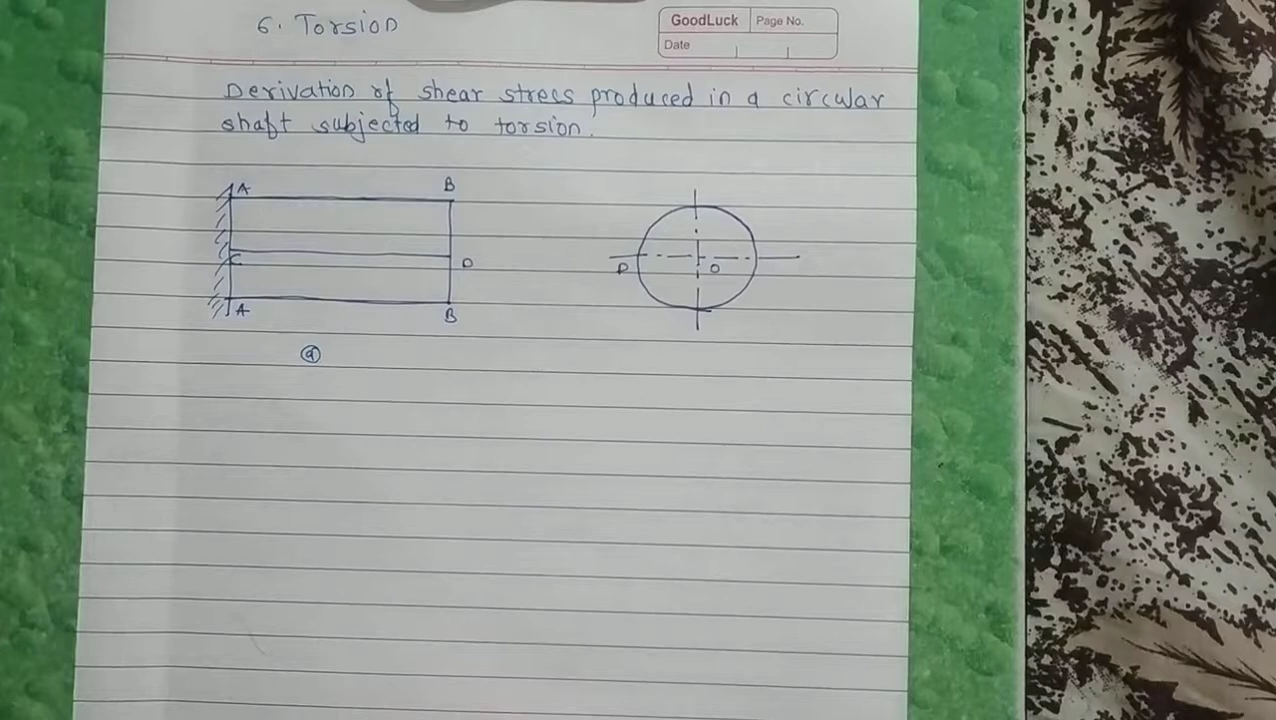 6. Torsion
GoodLuck Page No.
Date
Derivation of shear stress produced in a circular
shaft subjected to torsion.
A B
C D
A B
D O
a